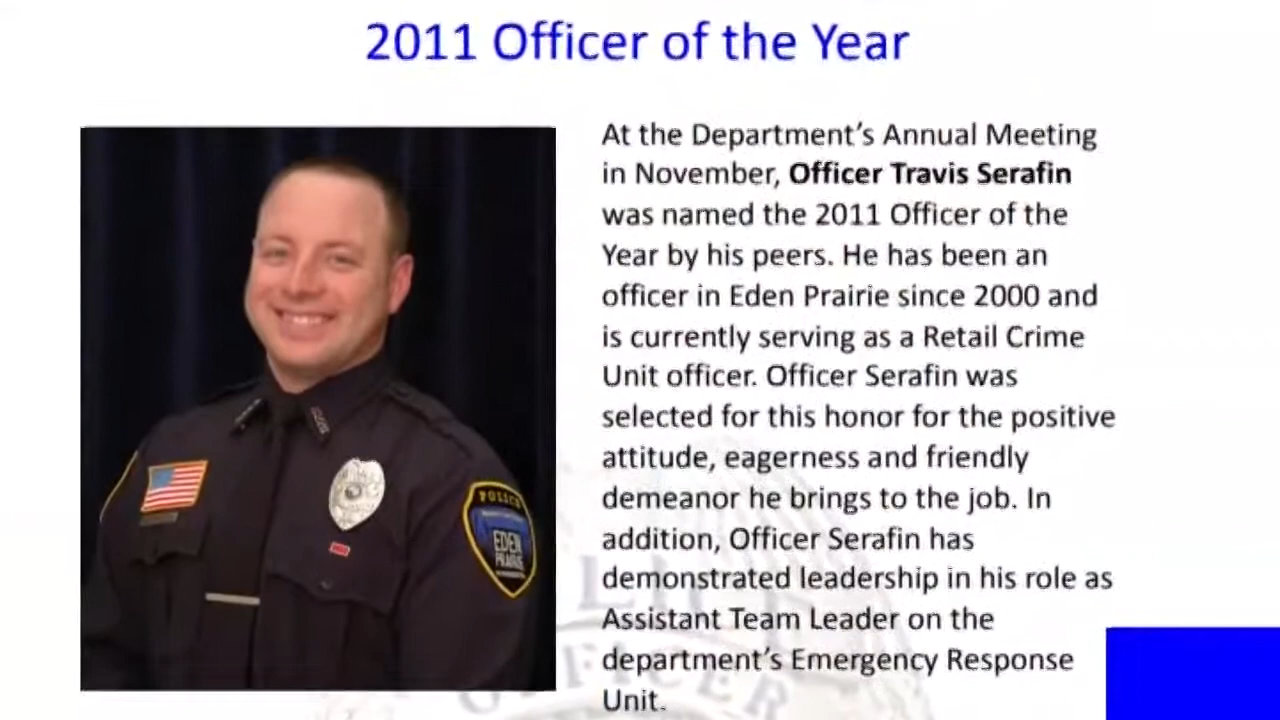 2011 Officer of the Year
At the Department's Annual Meeting
in November, Officer Travis Serafin
was named the 2011 Officer of the
Year by his peers. He has been an
officer in Eden Prairie since 2000 and
is currently serving as a Retail Crime
Unit officer. Officer Serafin was
selected for this honor for the positive
attitude, eagerness and friendly
demeanor he brings to the job. In
addition, Officer Serafin has
demonstrated leadership in his role as
Assistant Team Leader on the
department's Emergency Response
Unit.
POLICE
EDEN
PRAIRIE
OFFICER